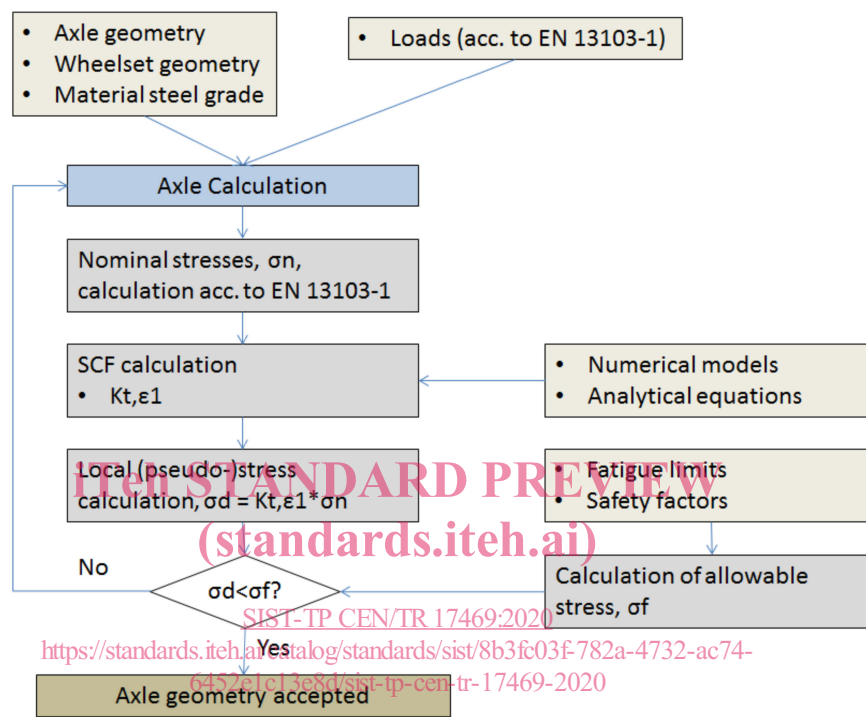 • Axle geometry
• Wheelset geometry
• Material steel grade
• Loads (acc. to EN 13103-1)
Axle Calculation
Nominal stresses, σn,
calculation acc. to EN 13103-1
SCF calculation
• Kt,ε1
• Numerical models
• Analytical equations
Local (pseudo-)stress
calculation, σd = Kt,ε1*σn
• Fatigue limits
• Safety factors
iTeh STANDARD PREVIEW
(standards.iteh.ai)
No
σd<σf?
Calculation of allowable
stress, σf
SIST-TP CEN/TR 17469:2020
Yes
https://standards.iteh.ai/catalog/standards/sist/8b3fc03f-782a-4732-ac74-
6452e1c13e8d/sist-tp-cen-tr-17469-2020
Axle geometry accepted